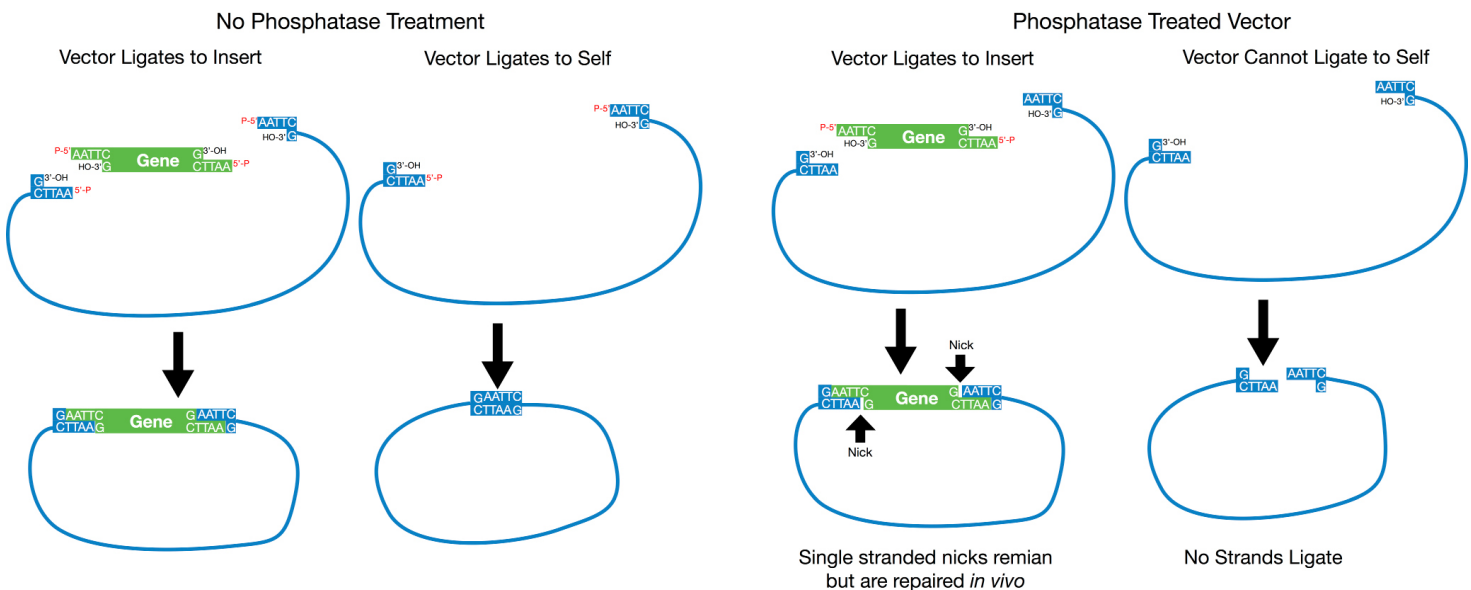 No Phosphatase Treatment
Vector Ligates to Insert
P-5' AATTC
HO-3' G
P-5' AATTC Gene G 3'-OH
HO-3' G CTTAA 5'-P
G 3'-OH
CTTAA 5'-P
GAATTC Gene GAATTC
CTTAAG CTTAAG
Vector Ligates to Self
P-5' AATTC
HO-3' G
G 3'-OH
CTTAA 5'-P
GAATTC
CTTAAG
Phosphatase Treated Vector
Vector Ligates to Insert
AATTC
HO-3' G
P-5' AATTC Gene G 3'-OH
HO-3' G CTTAA 5'-P
G 3'-OH
CTTAA
Nick
GAATTC Gene G AATTC
CTTAA G CTTAAG
Nick
Single stranded nicks remian
but are repaired in vivo
Vector Cannot Ligate to Self
AATTC
HO-3' G
G 3'-OH
CTTAA
G AATTC
CTTAA G
No Strands Ligate